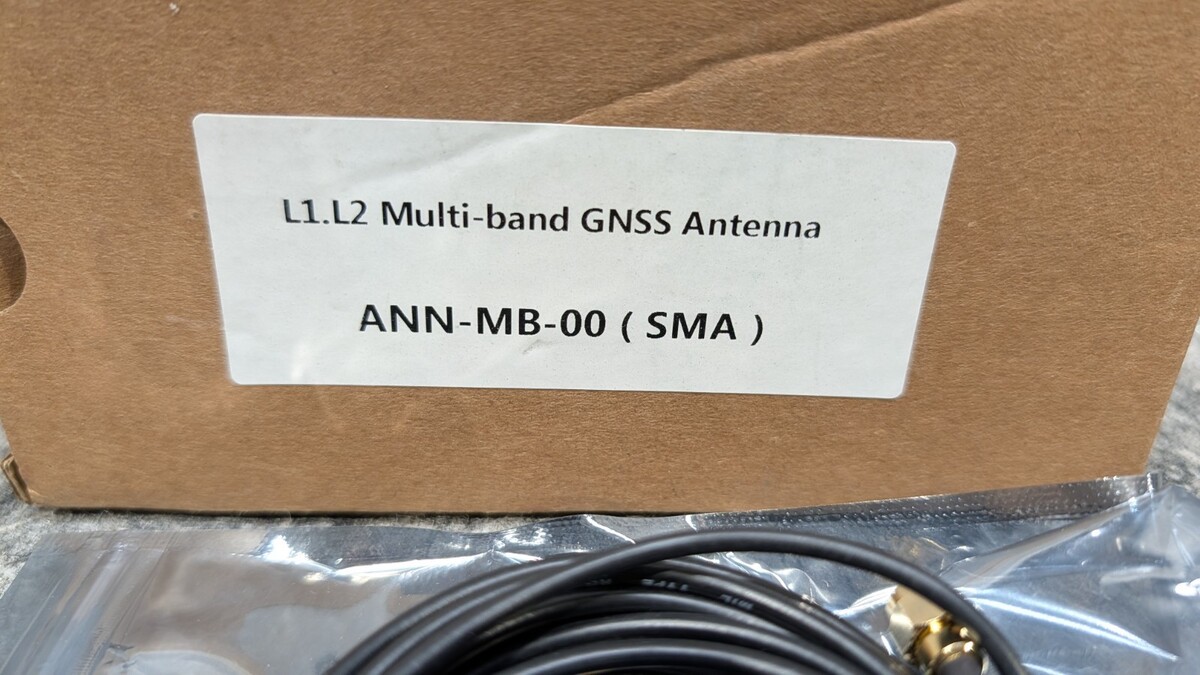 L1.L2 Multi-band GNSS Antenna
ANN-MB-00 ( SMA )